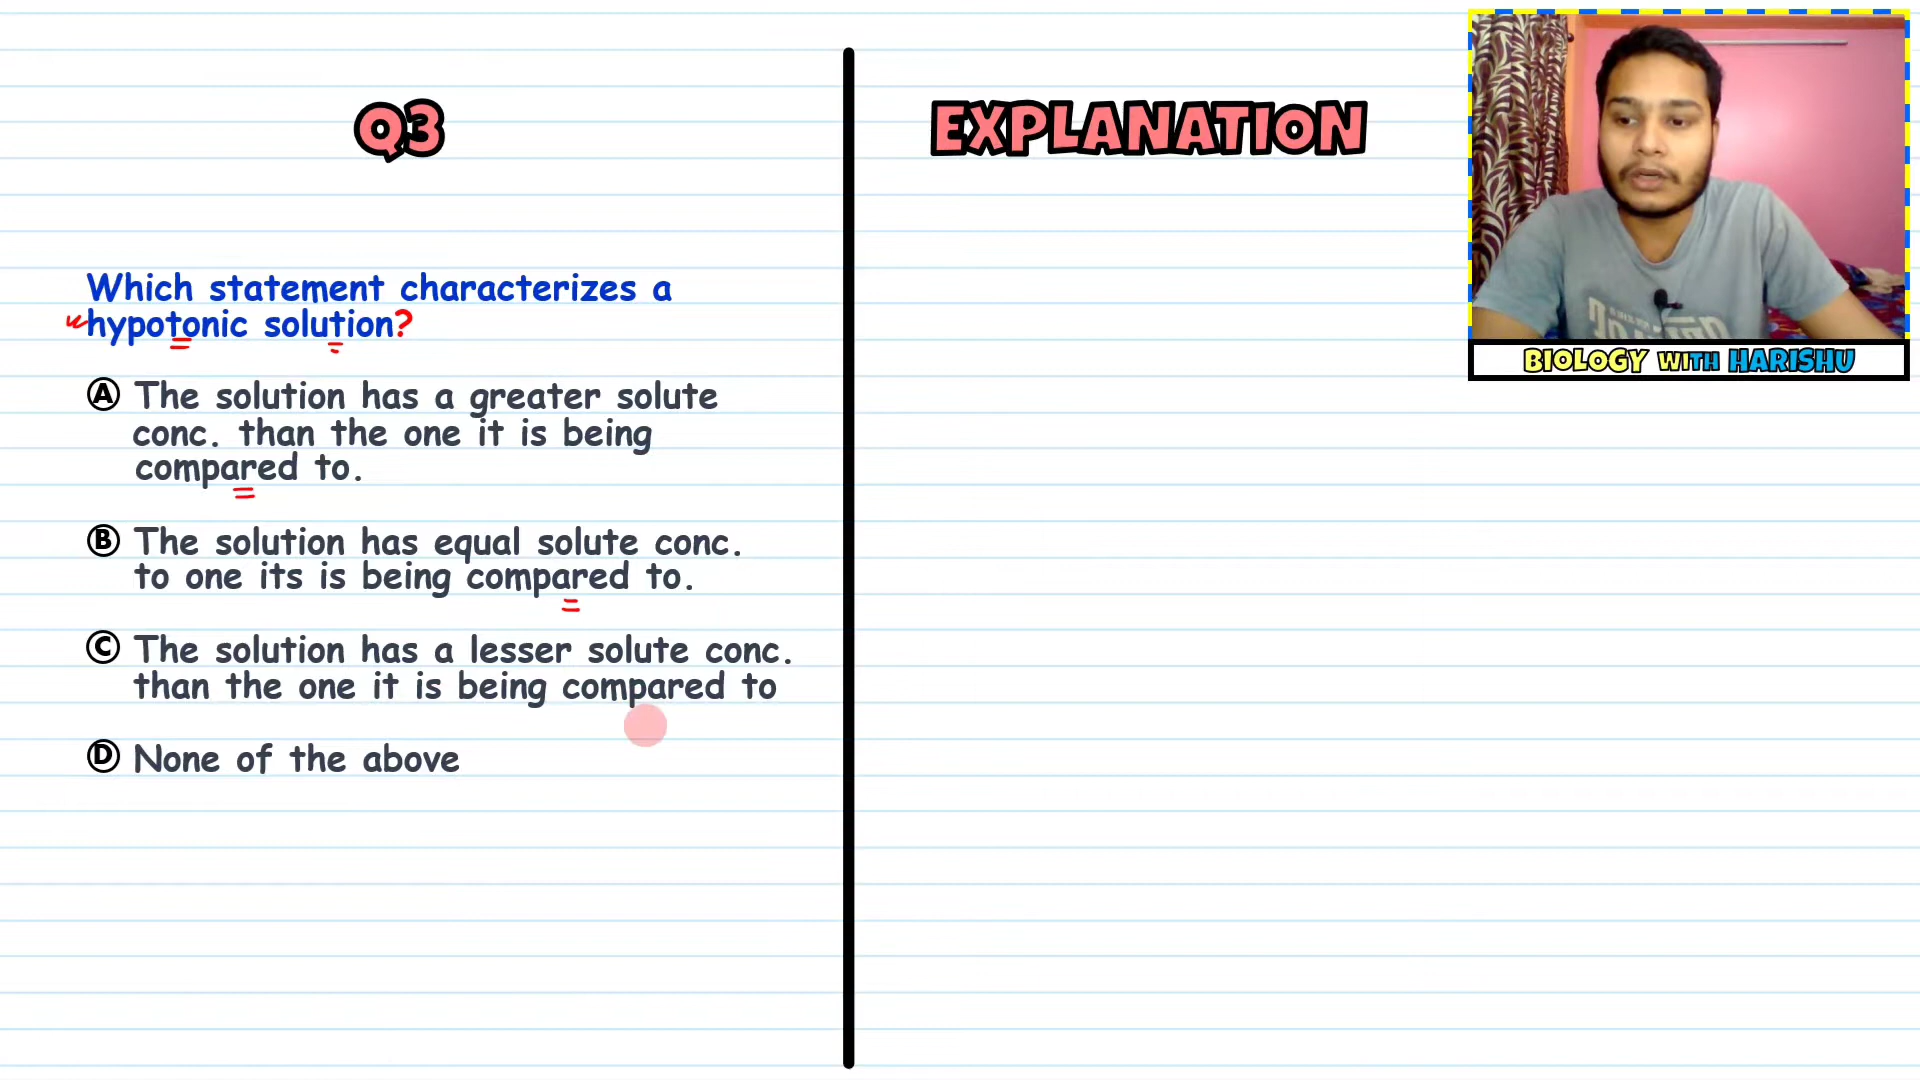 Q3
Which statement characterizes a
hypotonic solution?
A The solution has a greater solute
conc. than the one it is being
compared to.
B The solution has equal solute conc.
to one its is being compared to.
C The solution has a lesser solute conc.
than the one it is being compared to
D None of the above
EXPLANATION
BIOLOGY WITH HARISHU